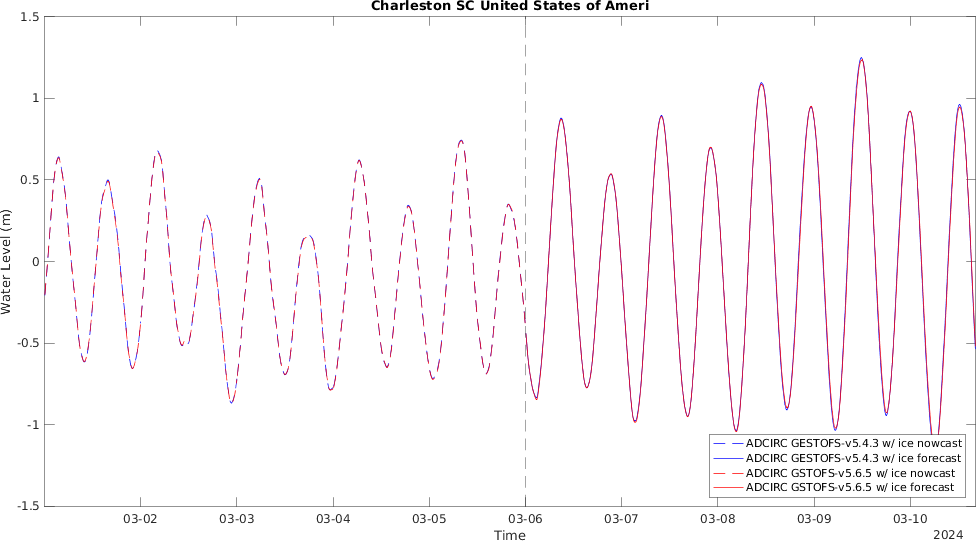 Charleston SC United States of Ameri
1.5
1
0.5
0
-0.5
-1
-1.5
Water Level (m)
ADCIRC GESTOFS-v5.4.3 w/ ice nowcast
ADCIRC GESTOFS-v5.4.3 w/ ice forecast
ADCIRC GSTOFS-v5.6.5 w/ ice nowcast
ADCIRC GSTOFS-v5.6.5 w/ ice forecast
03-02 03-03 03-04 03-05 03-06 03-07 03-08 03-09 03-10
Time
2024